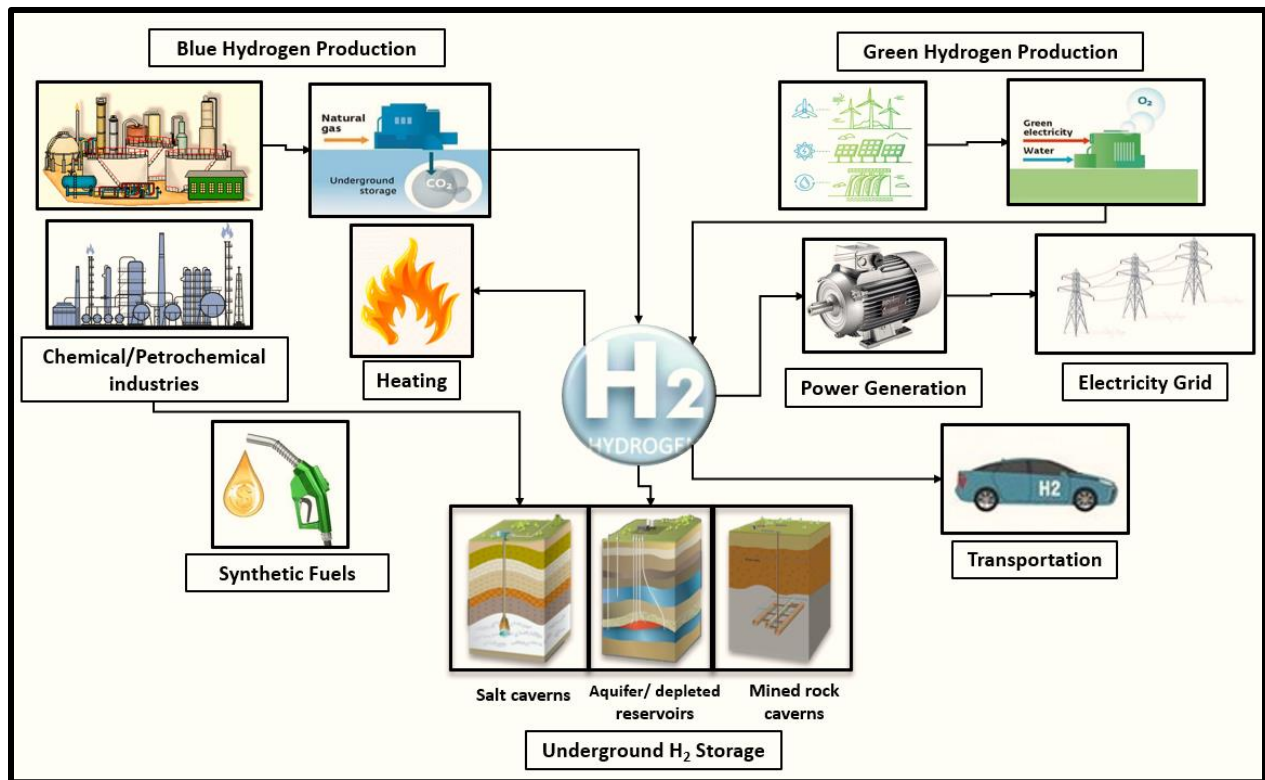 Blue Hydrogen Production
Green Hydrogen Production
Natural
gas
Underground
storage
CO₂
O₂
Green
electricity
Water
Chemical/Petrochemical
industries
Heating
H2
HYDROGEN
Power Generation
Electricity Grid
Synthetic Fuels
H2
Transportation
Salt caverns
Aquifer/ depleted
reservoirs
Mined rock
caverns
Underground H₂ Storage